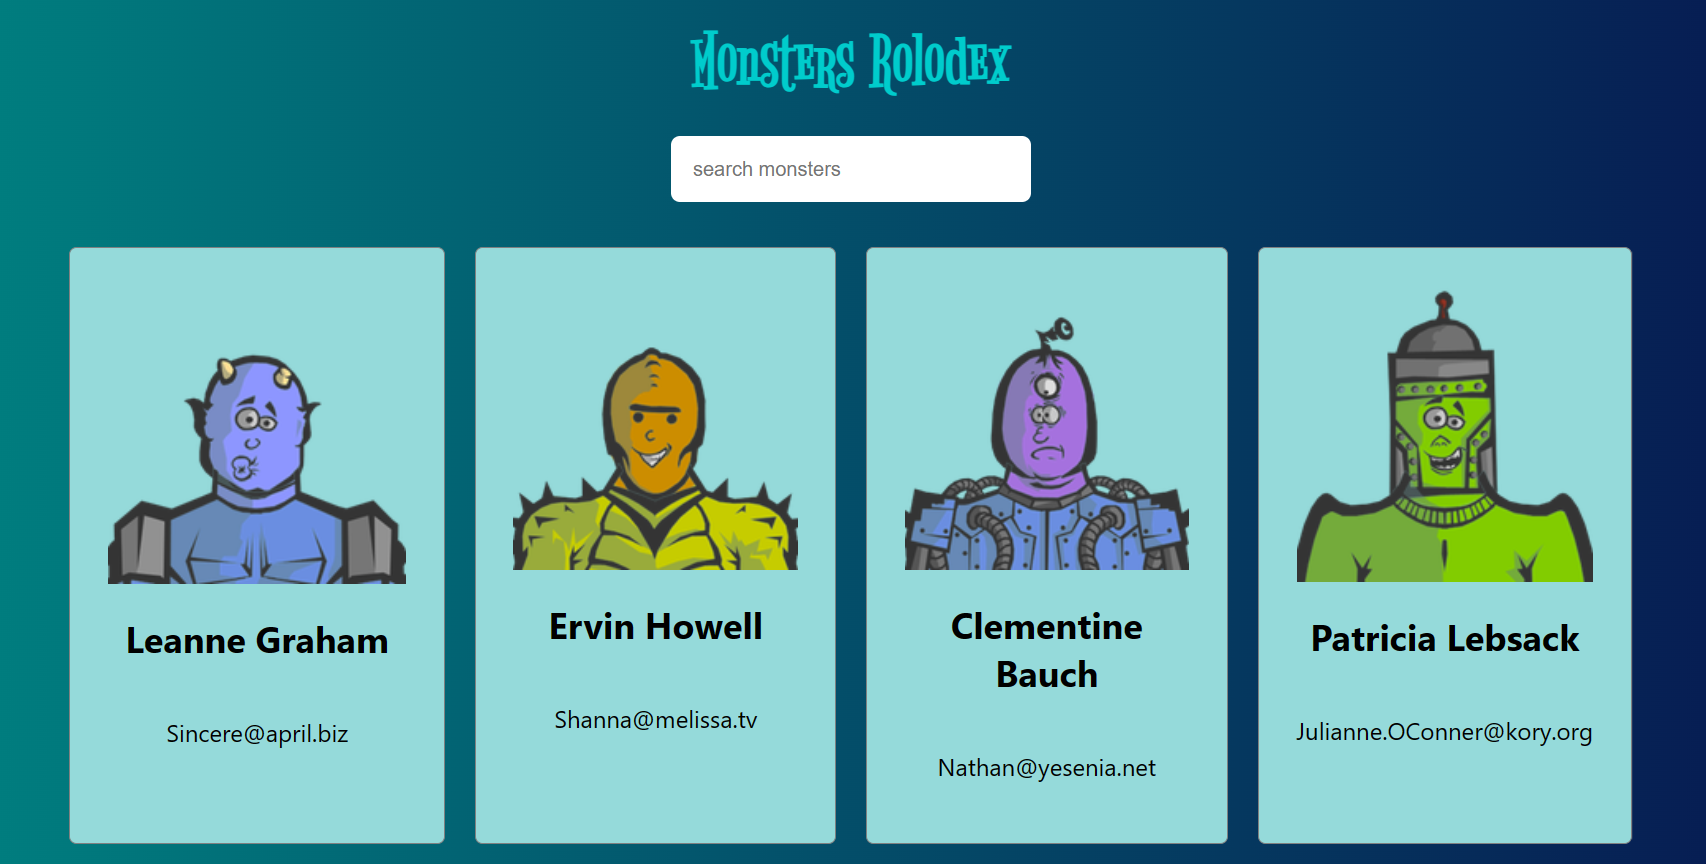 Monsters Rolodex
search monsters
Leanne Graham
Sincere@april.biz
Ervin Howell
Shanna@melissa.tv
Clementine
Bauch
Nathan@yesenia.net
Patricia Lebsack
Julianne.OConner@kory.org